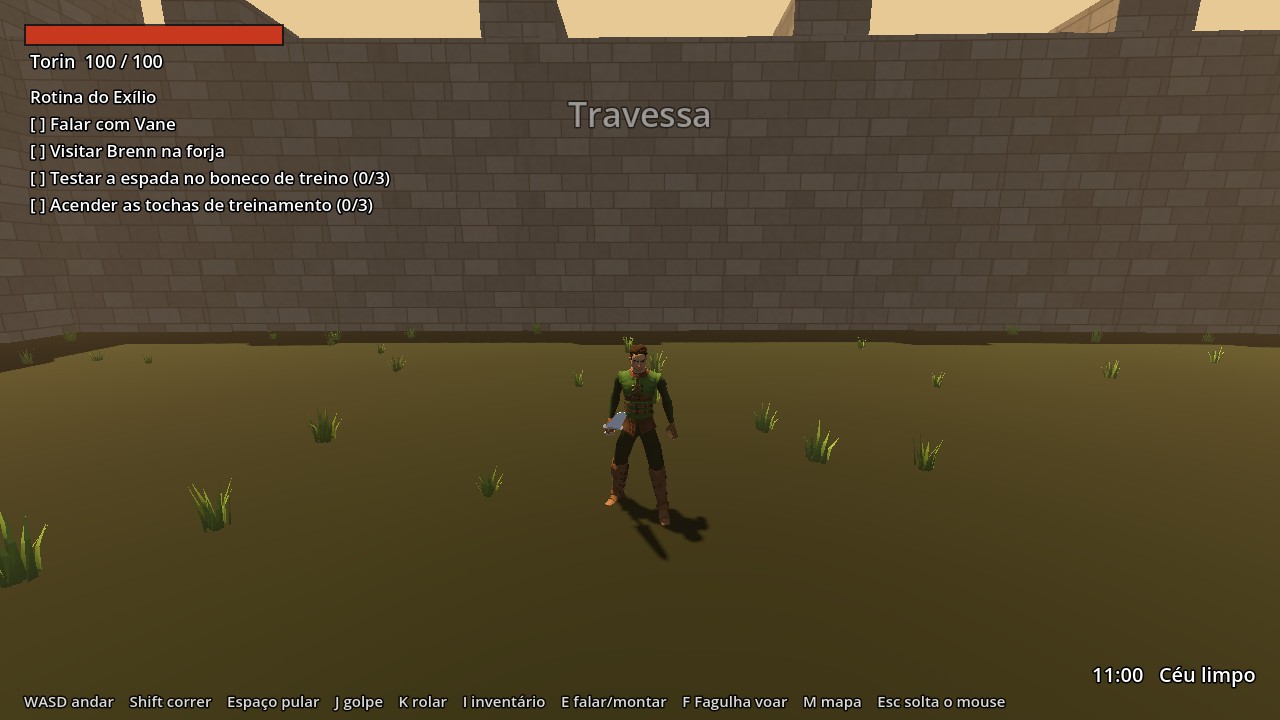 Torin 100 / 100
Rotina do Exílio
[ ] Falar com Vane
[ ] Visitar Brenn na forja
[ ] Testar a espada no boneco de treino (0/3)
[ ] Acender as tochas de treinamento (0/3)
Travessa
11:00 Céu limpo
WASD andar Shift correr Espaço pular J golpe K rolar I inventário E falar/montar F Fagulha voar M mapa Esc solta o mouse